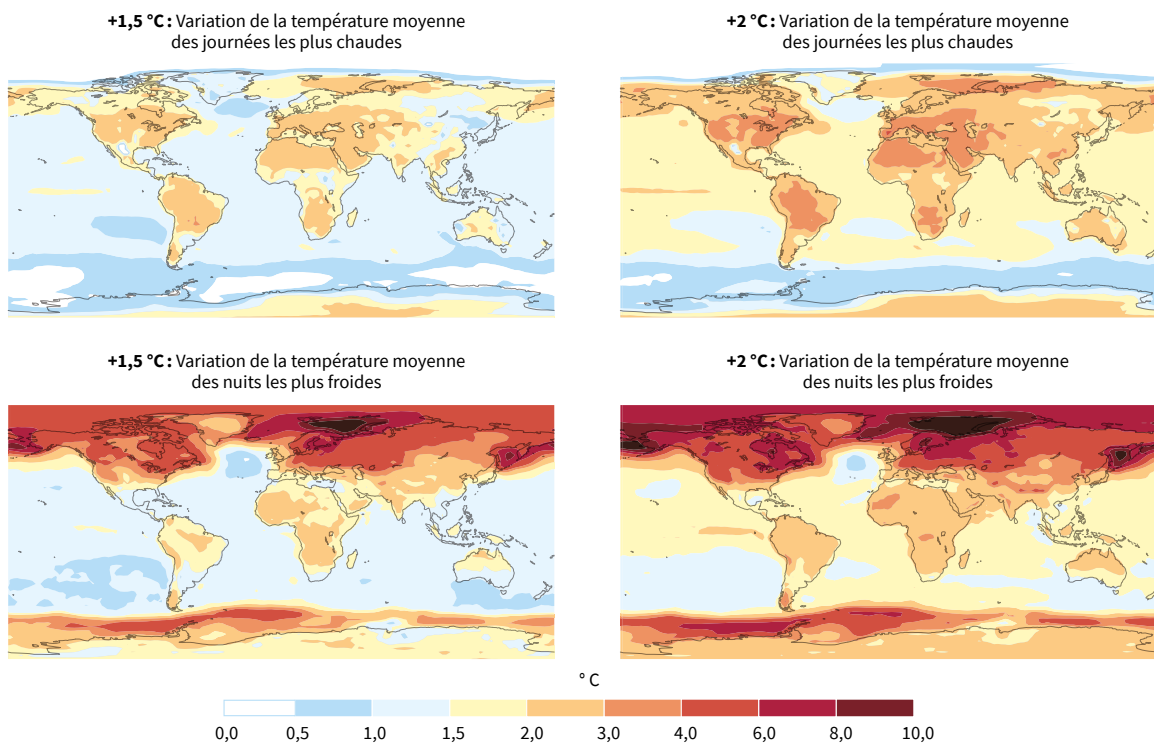 +1,5 °C : Variation de la température moyenne
des journées les plus chaudes
+2 °C : Variation de la température moyenne
des journées les plus chaudes
+1,5 °C : Variation de la température moyenne
des nuits les plus froides
+2 °C : Variation de la température moyenne
des nuits les plus froides
° C
0,0 0,5 1,0 1,5 2,0 3,0 4,0 6,0 8,0 10,0